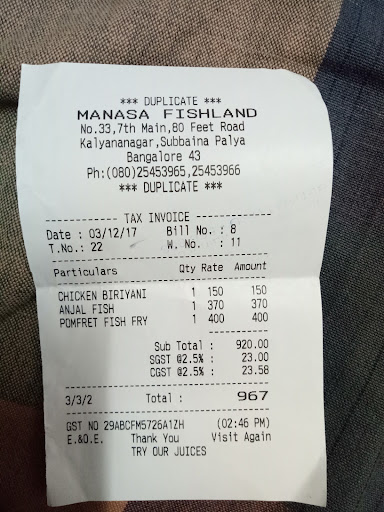 *** DUPLICATE ***
MANASA FISHLAND
No.33,7th Main,80 Feet Road
Kalyananagar,Subbaina Palya
Bangalore 43
Ph:(080)25453965,25453966
*** DUPLICATE ***
----------- TAX INVOICE -----------
Date : 03/12/17 Bill No. : 8
T.No.: 22 W. No. : 11
Particulars Qty Rate Amount
CHICKEN BIRIYANI 1 150 150
ANJAL FISH 1 370 370
POMFRET FISH FRY 1 400 400
Sub Total : 920.00
SGST @2.5% : 23.00
CGST @2.5% : 23.58
3/3/2 Total : 967
GST NO 29ABCFM5726A1ZH (02:46 PM)
E.&O.E. Thank You Visit Again
TRY OUR JUICES